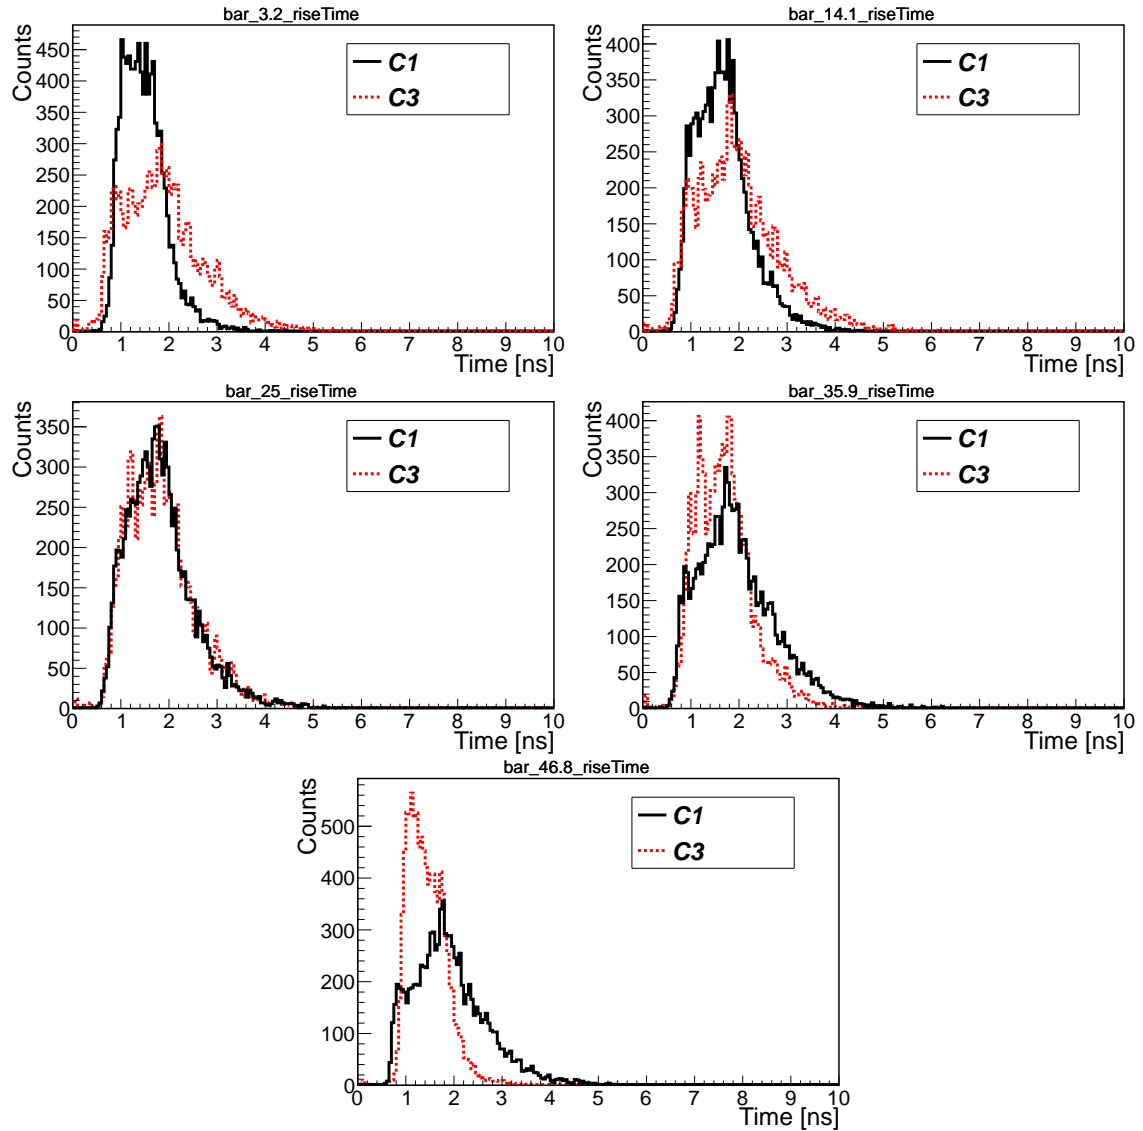 bar_3.2_riseTime
Counts
450
400
350
300
250
200
150
100
50
0
0 1 2 3 4 5 6 7 8 9 10
Time [ns]
C1
C3
bar_14.1_riseTime
Counts
400
350
300
250
200
150
100
50
0
0 1 2 3 4 5 6 7 8 9 10
Time [ns]
C1
C3
bar_25_riseTime
Counts
350
300
250
200
150
100
50
0
0 1 2 3 4 5 6 7 8 9 10
Time [ns]
C1
C3
bar_35.9_riseTime
Counts
400
350
300
250
200
150
100
50
0
0 1 2 3 4 5 6 7 8 9 10
Time [ns]
C1
C3
bar_46.8_riseTime
Counts
500
400
300
200
100
0
0 1 2 3 4 5 6 7 8 9 10
Time [ns]
C1
C3